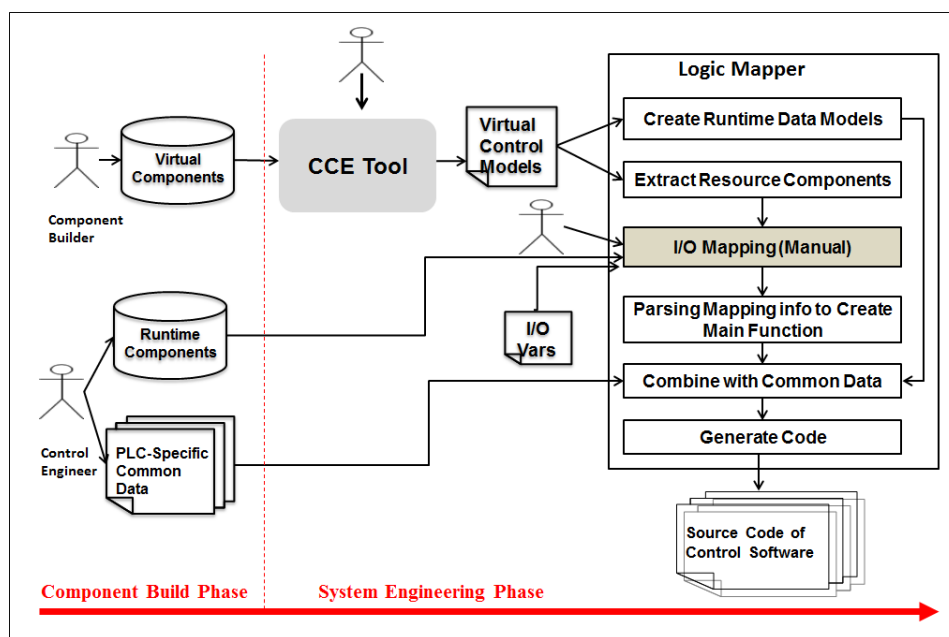 Logic Mapper
Create Runtime Data Models
Virtual
Control
Models
Virtual
Components
CCE Tool
Extract Resource Components
Component
Builder
I/O Mapping(Manual)
Runtime
Components
I/O
Vars
Parsing Mapping info to Create
Main Function
Combine with Common Data
Control
Engineer
PLC-Specific
Common
Data
Generate Code
Source Code of
Control Software
Component Build Phase
System Engineering Phase